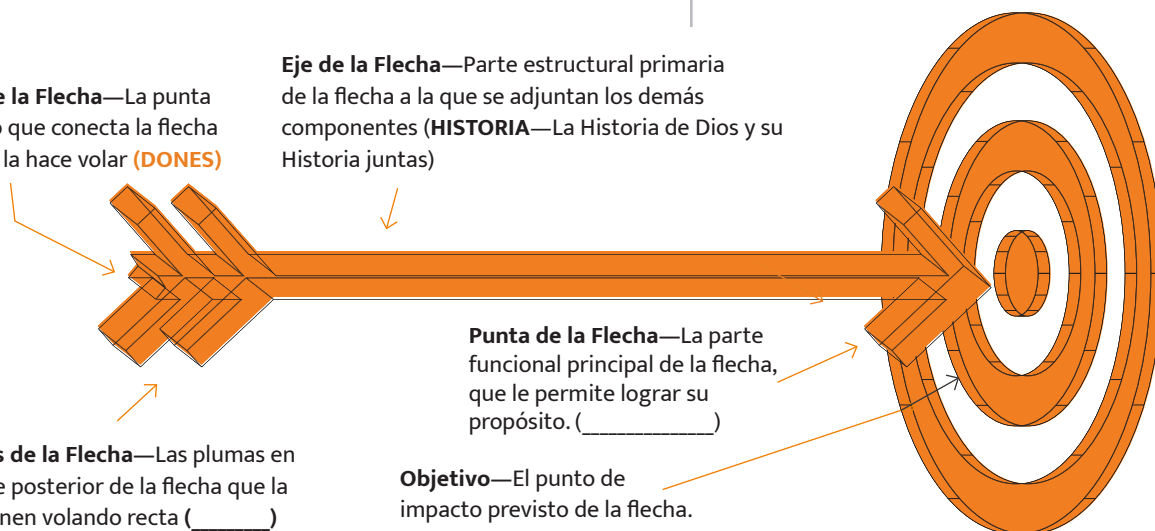 Eje de la Flecha—Parte estructural primaria
de la flecha a la que se adjuntan los demás
componentes (HISTORIA—La Historia de Dios y su
Historia juntas)
la Flecha—La punta
que conecta la flecha
la hace volar (DONES)
Punta de la Flecha—La parte
funcional principal de la flecha,
que le permite lograr su
propósito. (_______________)
Objetivo—El punto de
impacto previsto de la flecha.
de la Flecha—Las plumas en
posterior de la flecha que la
volando recta (_________)